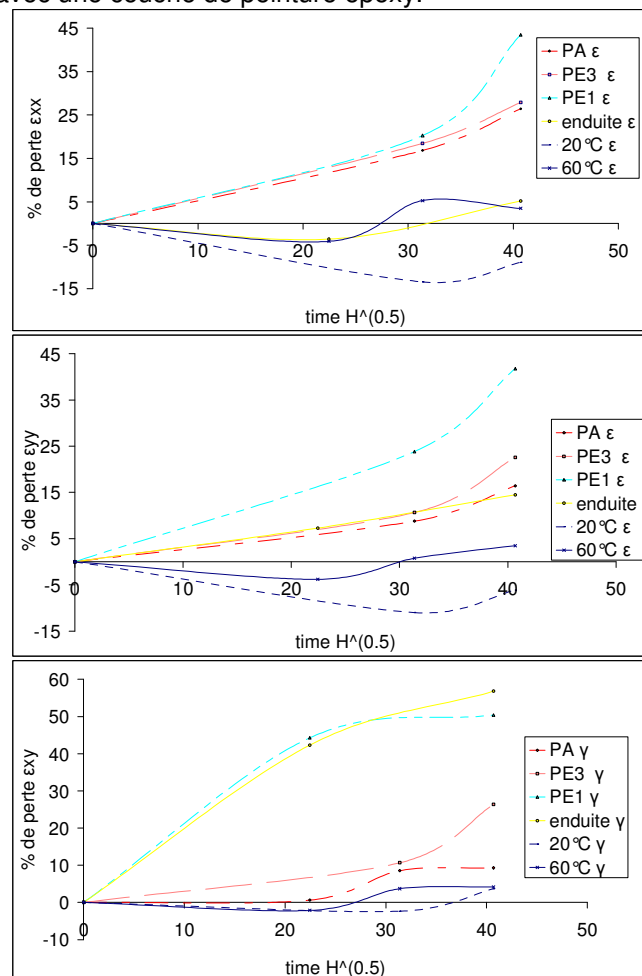 avec une couche de peinture époxy.
45
35
25
15
5
-5
-15
0
10
20
30
40
50
% de perte εxx
time H^(0.5)
PA ε
PE3 ε
PE1 ε
enduite ε
20°C ε
60°C ε
45
35
25
15
5
-5
-15
0
10
20
30
40
50
% de perte εyy
time H^(0.5)
PA ε
PE3 ε
PE1 ε
enduite
20°C ε
60°C ε
60
50
40
30
20
10
0
-10
0
10
20
30
40
50
% de perte εxy
time H^(0.5)
PA γ
PE3 γ
PE1 γ
enduite γ
20°C γ
60°C γ